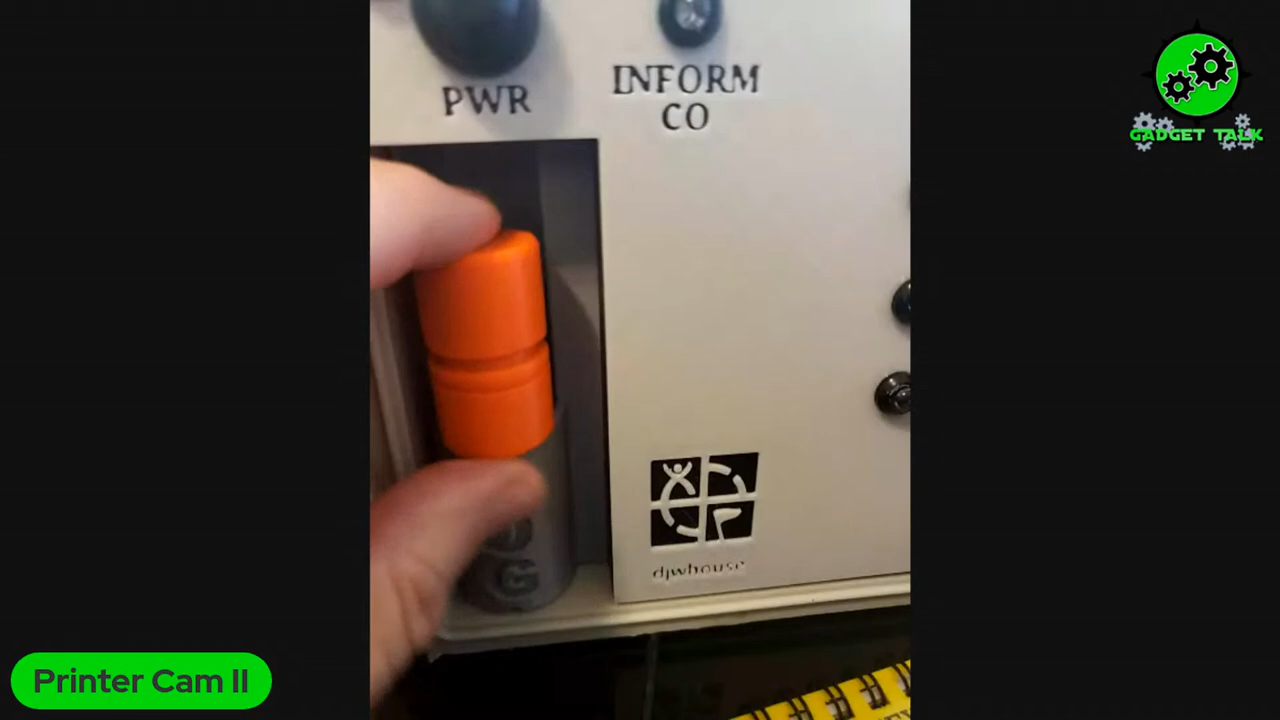 PWR
INFORM
CO
GADGET TALK
G
djwhouse
Printer Cam II